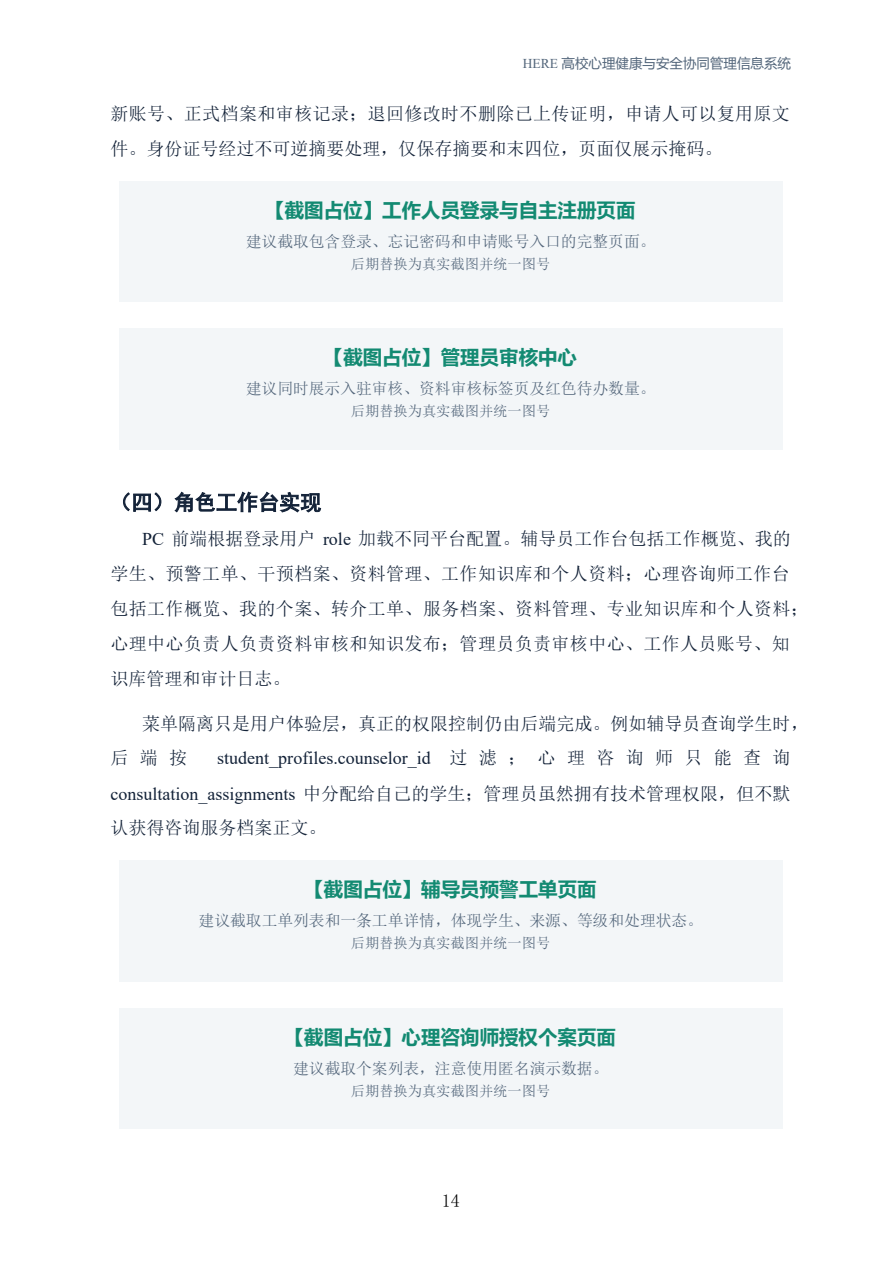 HERE 高校心理健康与安全协同管理信息系统
新账号、正式档案和审核记录；退回修改时不删除已上传证明，申请人可以复用原文
件。身份证号经过不可逆摘要处理，仅保存摘要和末四位，页面仅展示掩码。
【截图占位】工作人员登录与自主注册页面
建议截取包含登录、忘记密码和申请账号入口的完整页面。
后期替换为真实截图并统一图号
【截图占位】管理员审核中心
建议同时展示入驻审核、资料审核标签页及红色待办数量。
后期替换为真实截图并统一图号
（四）角色工作台实现
PC 前端根据登录用户 role 加载不同平台配置。辅导员工作台包括工作概览、我的
学生、预警工单、干预档案、资料管理、工作知识库和个人资料；心理咨询师工作台
包括工作概览、我的个案、转介工单、服务档案、资料管理、专业知识库和个人资料；
心理中心负责人负责资料审核和知识发布；管理员负责审核中心、工作人员账号、知
识库管理和审计日志。
菜单隔离只是用户体验层，真正的权限控制仍由后端完成。例如辅导员查询学生时，
后端按 student_profiles.counselor_id 过滤；心理咨询师只能查询
consultation_assignments 中分配给自己的学生；管理员虽然拥有技术管理权限，但不默
认获得咨询服务档案正文。
【截图占位】辅导员预警工单页面
建议截取工单列表和一条工单详情，体现学生、来源、等级和处理状态。
后期替换为真实截图并统一图号
【截图占位】心理咨询师授权个案页面
建议截取个案列表，注意使用匿名演示数据。
后期替换为真实截图并统一图号
14